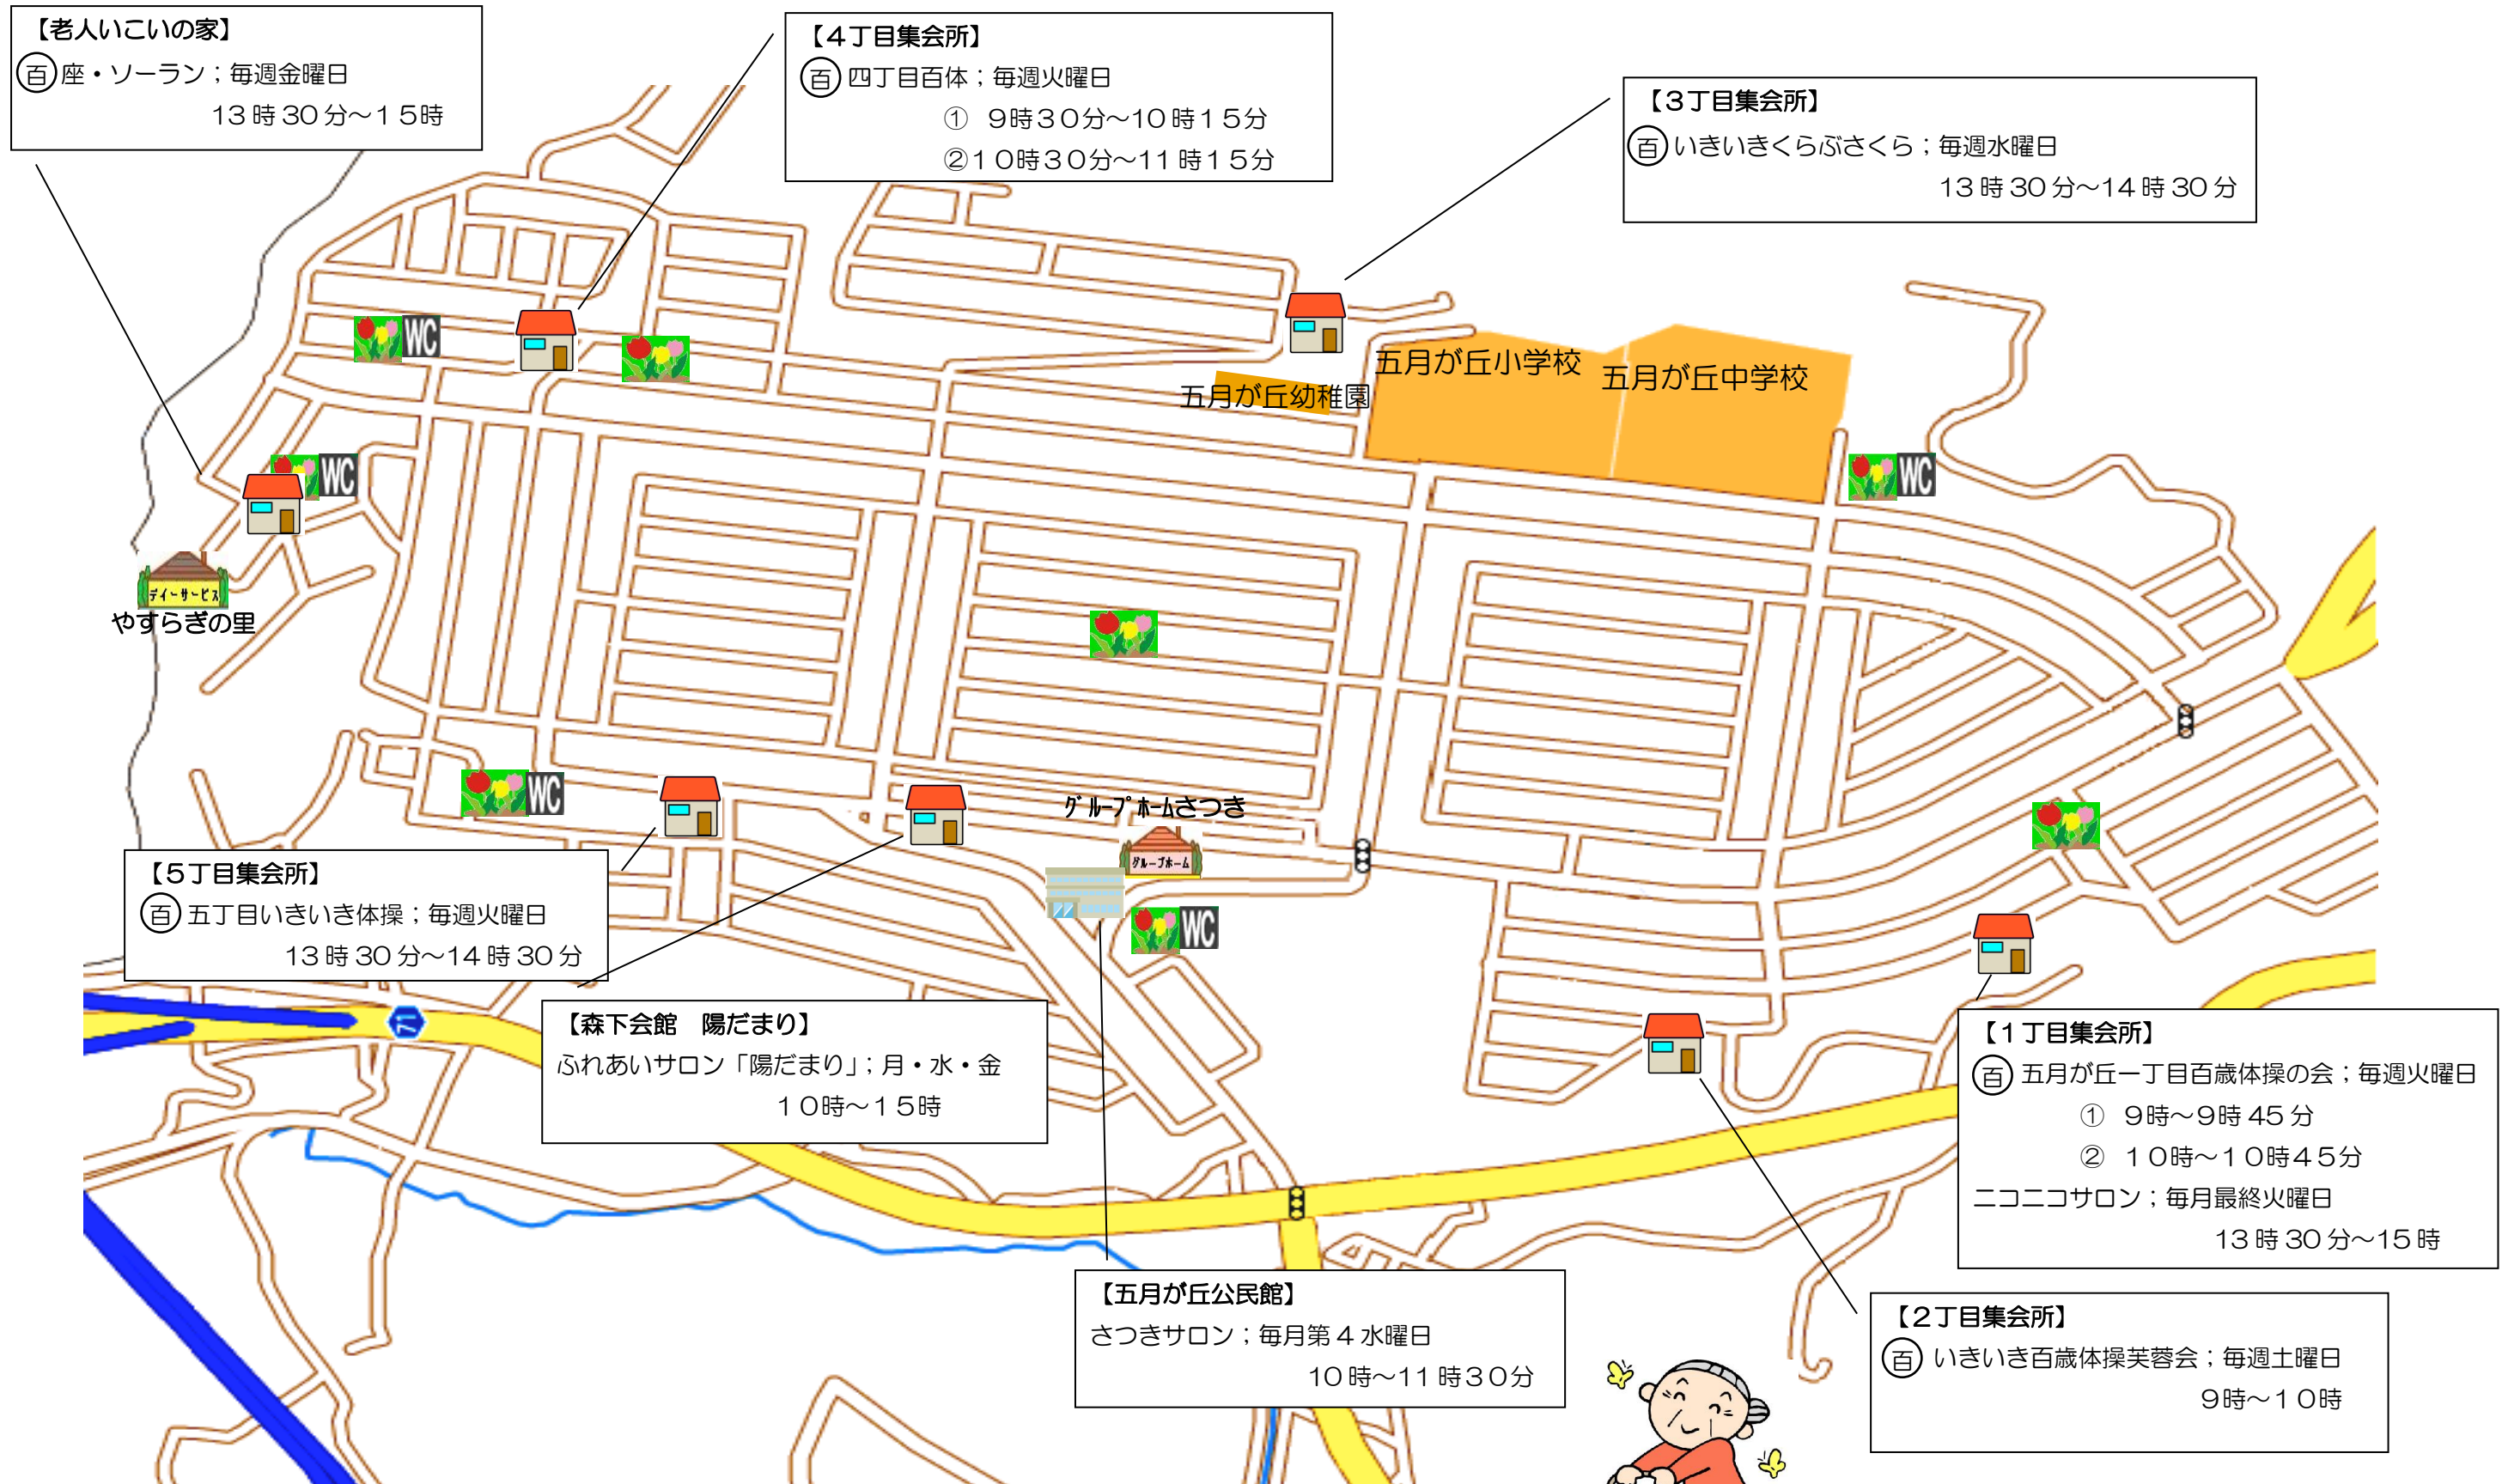 【老人いこいの家】
百 座・ソーラン；毎週金曜日
13時30分～15時
【4丁目集会所】
百 四丁目百体；毎週火曜日
① 9時30分～10時15分
②10時30分～11時15分
【3丁目集会所】
百 いきいきくらぶさくら；毎週水曜日
13時30分～14時30分
WC
五月が丘小学校
五月が丘中学校
五月が丘幼稚園
WC
WC
デイサービス
やすらぎの里
WC
グループホームさつき
グループホーム
WC
【5丁目集会所】
百 五丁目いきいき体操；毎週火曜日
13時30分～14時30分
71
【森下会館 陽だまり】
ふれあいサロン「陽だまり」；月・水・金
10時～15時
【1丁目集会所】
百 五月が丘一丁目百歳体操の会；毎週火曜日
① 9時～9時45分
② 10時～10時45分
ニコニコサロン；毎月最終火曜日
13時30分～15時
【五月が丘公民館】
さつきサロン；毎月第4水曜日
10時～11時30分
【2丁目集会所】
百 いきいき百歳体操芙蓉会；毎週土曜日
9時～10時